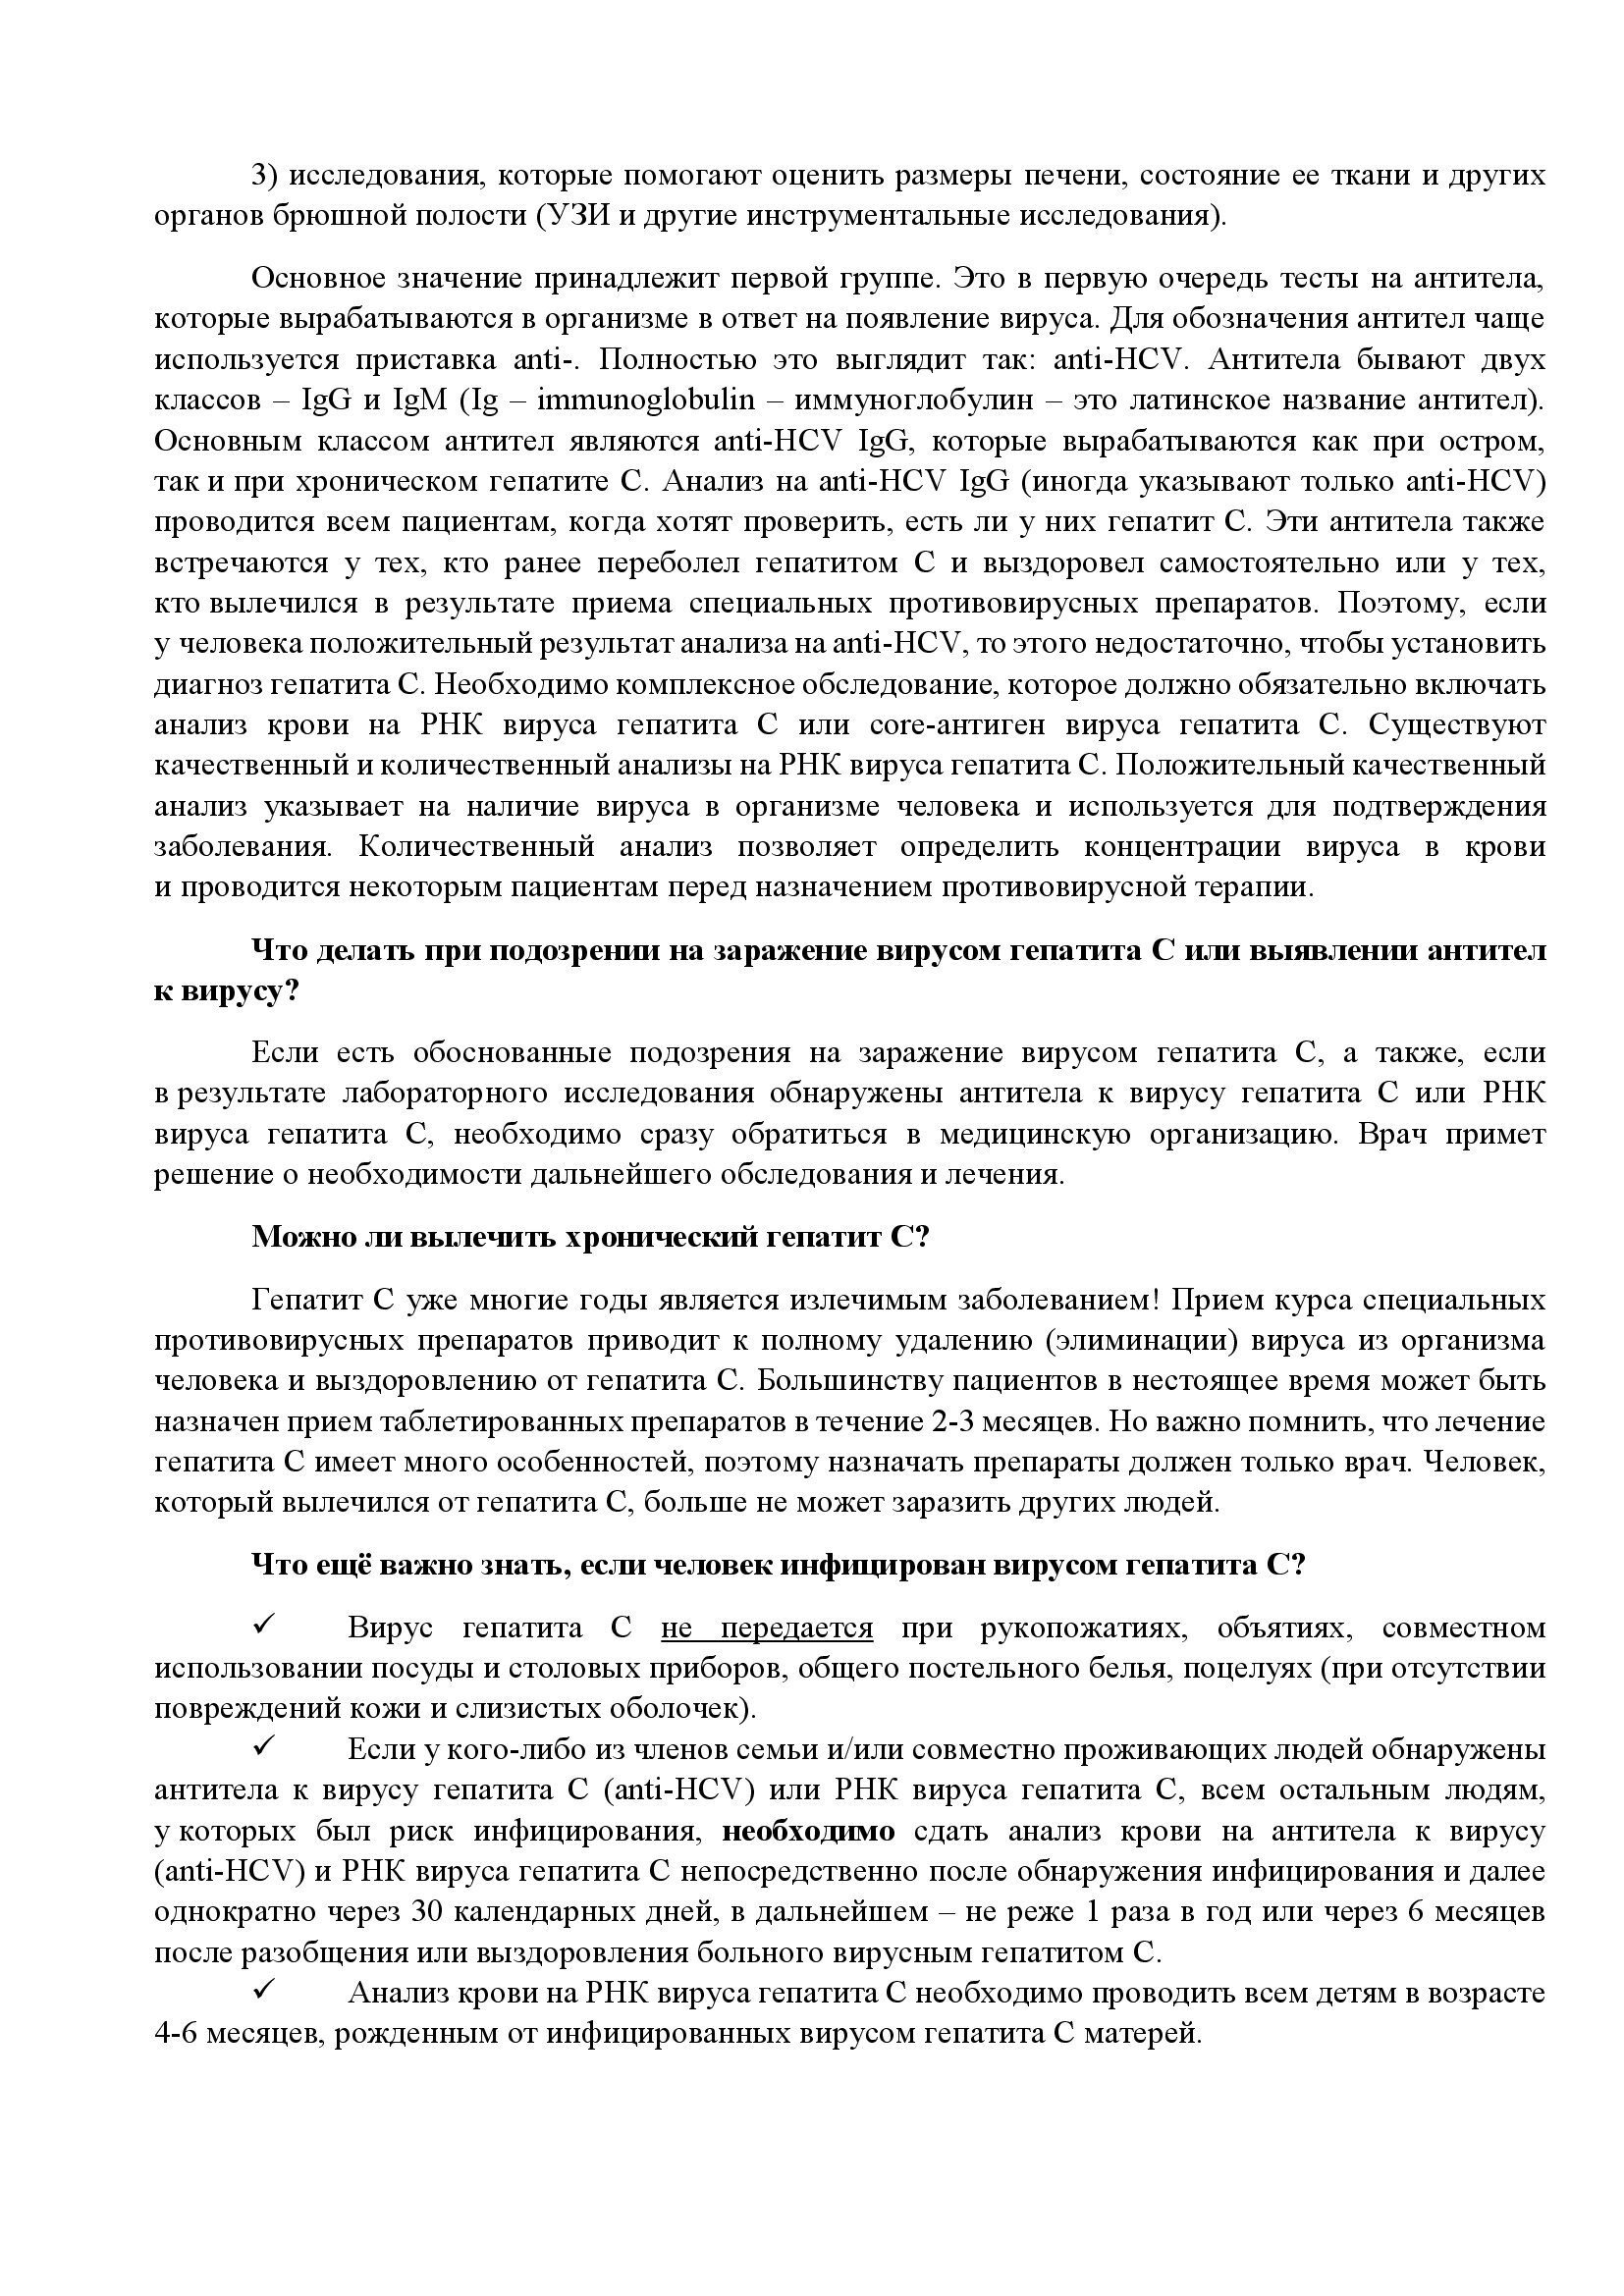 3) исследования, которые помогают оценить размеры печени, состояние ее ткани и других
органов брюшной полости (УЗИ и другие инструментальные исследования).
Основное значение принадлежит первой группе. Это в первую очередь тесты на антитела,
которые вырабатываются в организме в ответ на появление вируса. Для обозначения антител чаще
используется приставка anti-. Полностью это выглядит так: anti-HCV. Антитела бывают двух
классов – IgG и IgM (Ig – immunoglobulin – иммуноглобулин – это латинское название антител).
Основным классом антител являются anti-HCV IgG, которые вырабатываются как при остром,
так и при хроническом гепатите С. Анализ на anti-HCV IgG (иногда указывают только anti-HCV)
проводится всем пациентам, когда хотят проверить, есть ли у них гепатит С. Эти антитела также
встречаются у тех, кто ранее переболел гепатитом С и выздоровел самостоятельно или у тех,
кто вылечился в результате приема специальных противовирусных препаратов. Поэтому, если
у человека положительный результат анализа на anti-HCV, то этого недостаточно, чтобы установить
диагноз гепатита С. Необходимо комплексное обследование, которое должно обязательно включать
анализ крови на РНК вируса гепатита С или core-антиген вируса гепатита С. Существуют
качественный и количественный анализы на РНК вируса гепатита С. Положительный качественный
анализ указывает на наличие вируса в организме человека и используется для подтверждения
заболевания. Количественный анализ позволяет определить концентрации вируса в крови
и проводится некоторым пациентам перед назначением противовирусной терапии.
Что делать при подозрении на заражение вирусом гепатита С или выявлении антител
к вирусу?
Если есть обоснованные подозрения на заражение вирусом гепатита С, а также, если
в результате лабораторного исследования обнаружены антитела к вирусу гепатита С или РНК
вируса гепатита С, необходимо сразу обратиться в медицинскую организацию. Врач примет
решение о необходимости дальнейшего обследования и лечения.
Можно ли вылечить хронический гепатит С?
Гепатит С уже многие годы является излечимым заболеванием! Прием курса специальных
противовирусных препаратов приводит к полному удалению (элиминации) вируса из организма
человека и выздоровлению от гепатита С. Большинству пациентов в нестоящее время может быть
назначен прием таблетированных препаратов в течение 2-3 месяцев. Но важно помнить, что лечение
гепатита С имеет много особенностей, поэтому назначать препараты должен только врач. Человек,
который вылечился от гепатита С, больше не может заразить других людей.
Что ещё важно знать, если человек инфицирован вирусом гепатита С?
✓ Вирус гепатита С не передается при рукопожатиях, объятиях, совместном
использовании посуды и столовых приборов, общего постельного белья, поцелуях (при отсутствии
повреждений кожи и слизистых оболочек).
✓ Если у кого-либо из членов семьи и/или совместно проживающих людей обнаружены
антитела к вирусу гепатита С (anti-HCV) или РНК вируса гепатита С, всем остальным людям,
у которых был риск инфицирования, необходимо сдать анализ крови на антитела к вирусу
(anti-HCV) и РНК вируса гепатита С непосредственно после обнаружения инфицирования и далее
однократно через 30 календарных дней, в дальнейшем – не реже 1 раза в год или через 6 месяцев
после разобщения или выздоровления больного вирусным гепатитом С.
✓ Анализ крови на РНК вируса гепатита С необходимо проводить всем детям в возрасте
4-6 месяцев, рожденным от инфицированных вирусом гепатита С матерей.